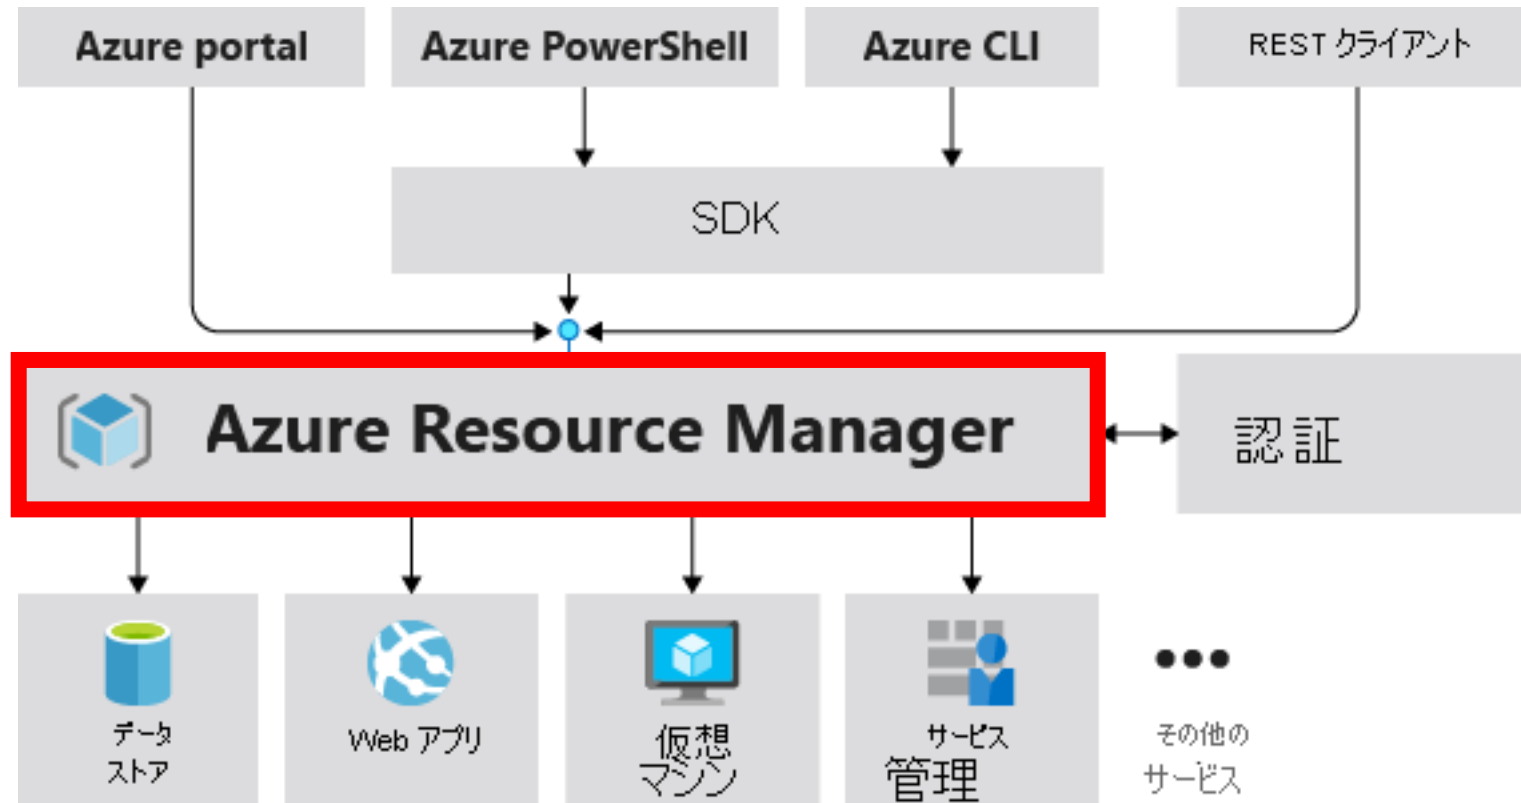 Azure portal
Azure PowerShell
Azure CLI
REST クライアント
SDK
Azure Resource Manager
認証
データ
ストア
Web アプリ
仮想
マシン
サービス
管理
その他の
サービス